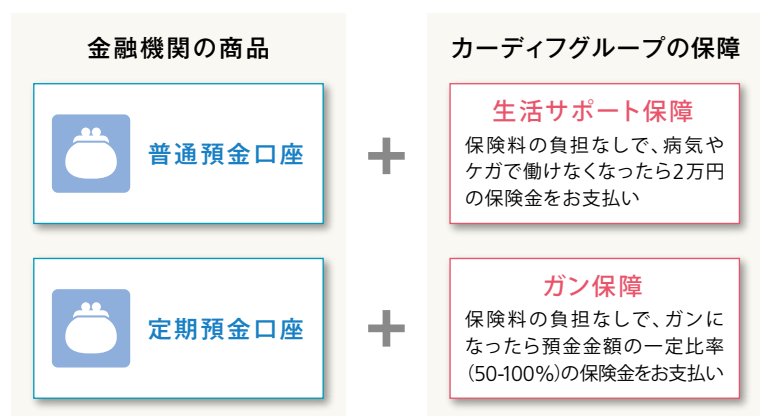 金融機関の商品
カーディフグループの保障
普通預金口座
+
生活サポート保障
保険料の負担なしで、病気や
ケガで働けなくなったら2万円
の保険金をお支払い
定期預金口座
+
ガン保障
保険料の負担なしで、ガンに
なったら預金金額の一定比率
(50-100%)の保険金をお支払い